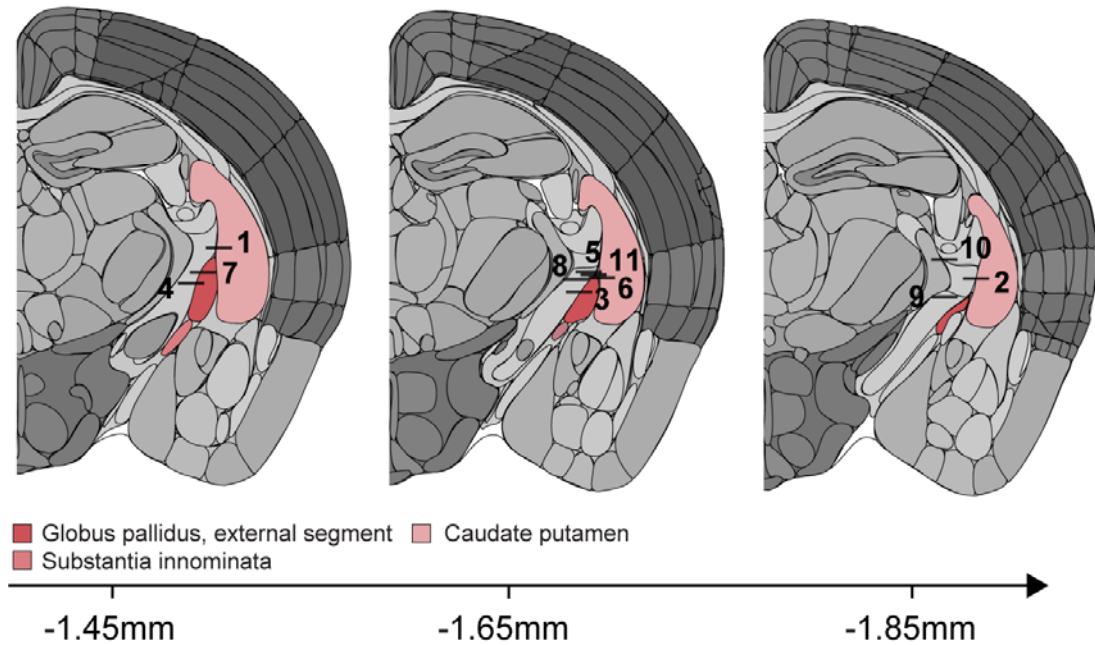 1
7
4
5
11
8
6
3
10
2
9
Globus pallidus, external segment
Caudate putamen
Substantia innominata
-1.45mm
-1.65mm
-1.85mm